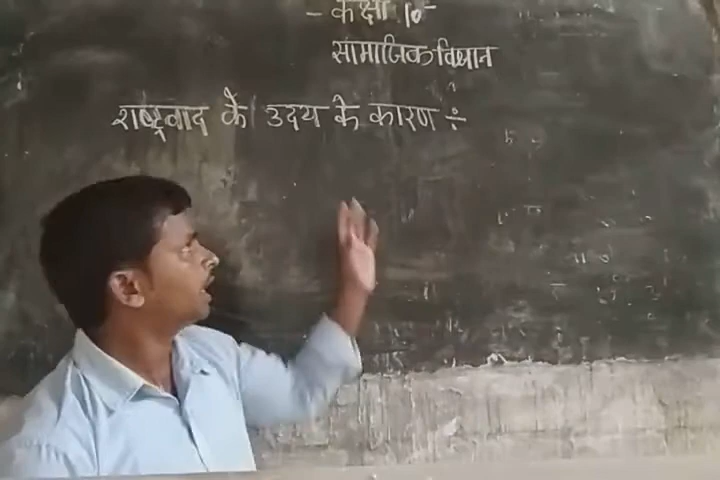 - कक्षा 10 -
सामाजिक विज्ञान
राष्ट्रवाद के उदय के कारण ÷